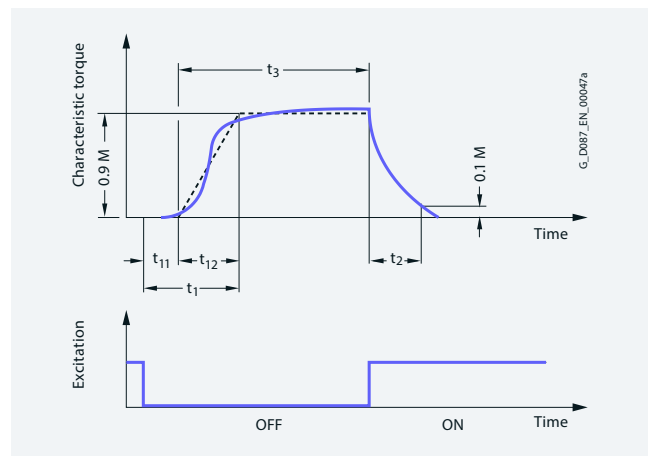 Characteristic torque
0.9 M
t3
0.1 M
G_D087_EN_00047a
Time
t11
t12
t2
t1
Excitation
OFF
ON
Time